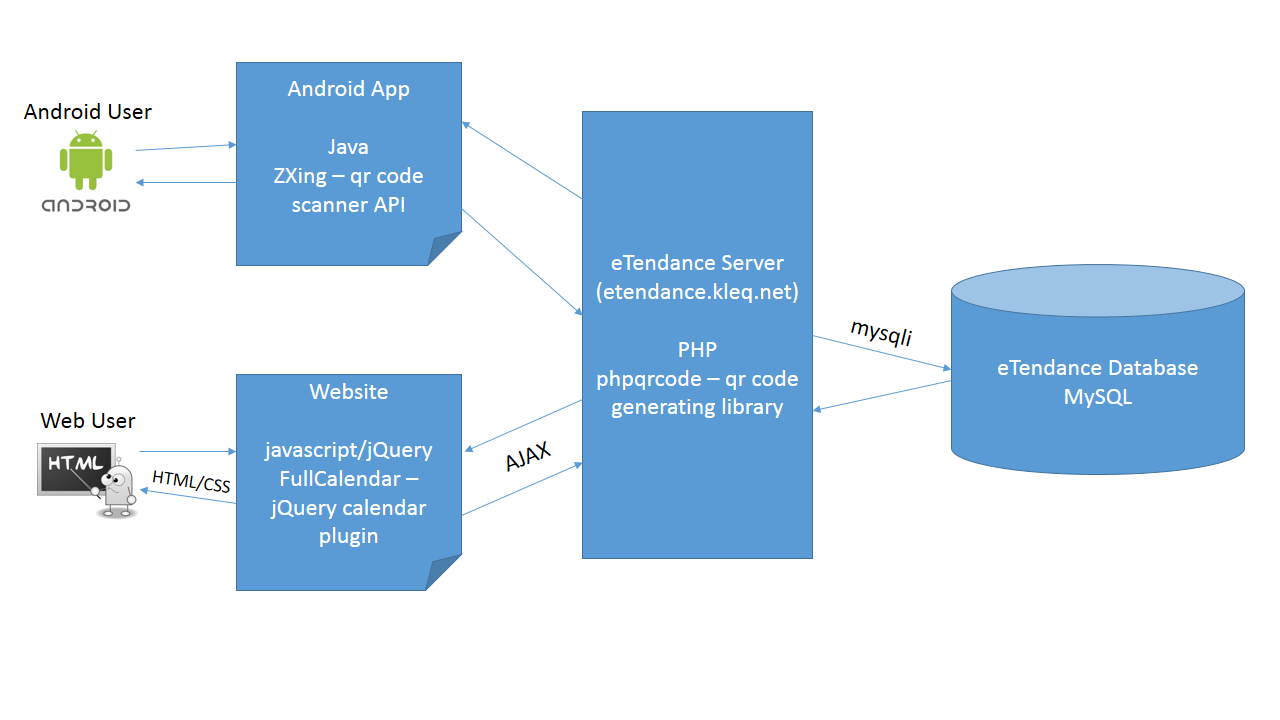 Android User
ANDROID
Android App
Java
ZXing – qr code
scanner API
Web User
HTML
HTML/CSS
Website
javascript/jQuery
FullCalendar –
jQuery calendar
plugin
AJAX
eTendance Server
(etendance.kleq.net)
PHP
phpqrcode – qr code
generating library
mysqli
eTendance Database
MySQL